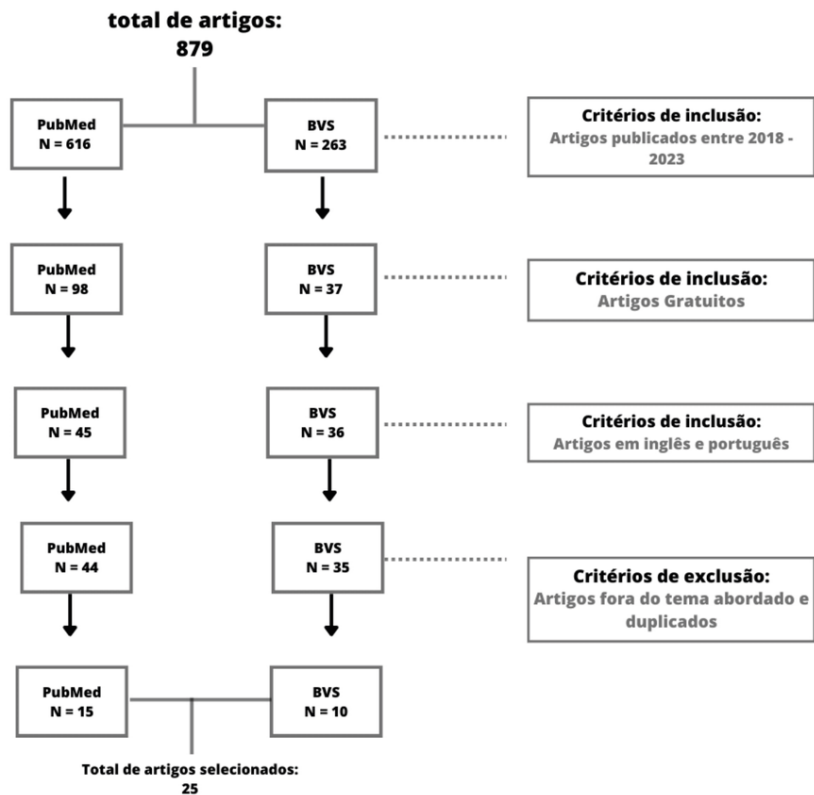 total de artigos:
879
PubMed
N = 616
BVS
N = 263
Critérios de inclusão:
Artigos publicados entre 2018 -
2023
PubMed
N = 98
BVS
N = 37
Critérios de inclusão:
Artigos Gratuitos
PubMed
N = 45
BVS
N = 36
Critérios de inclusão:
Artigos em inglês e português
PubMed
N = 44
BVS
N = 35
Critérios de exclusão:
Artigos fora do tema abordado e
duplicados
PubMed
N = 15
BVS
N = 10
Total de artigos selecionados:
25